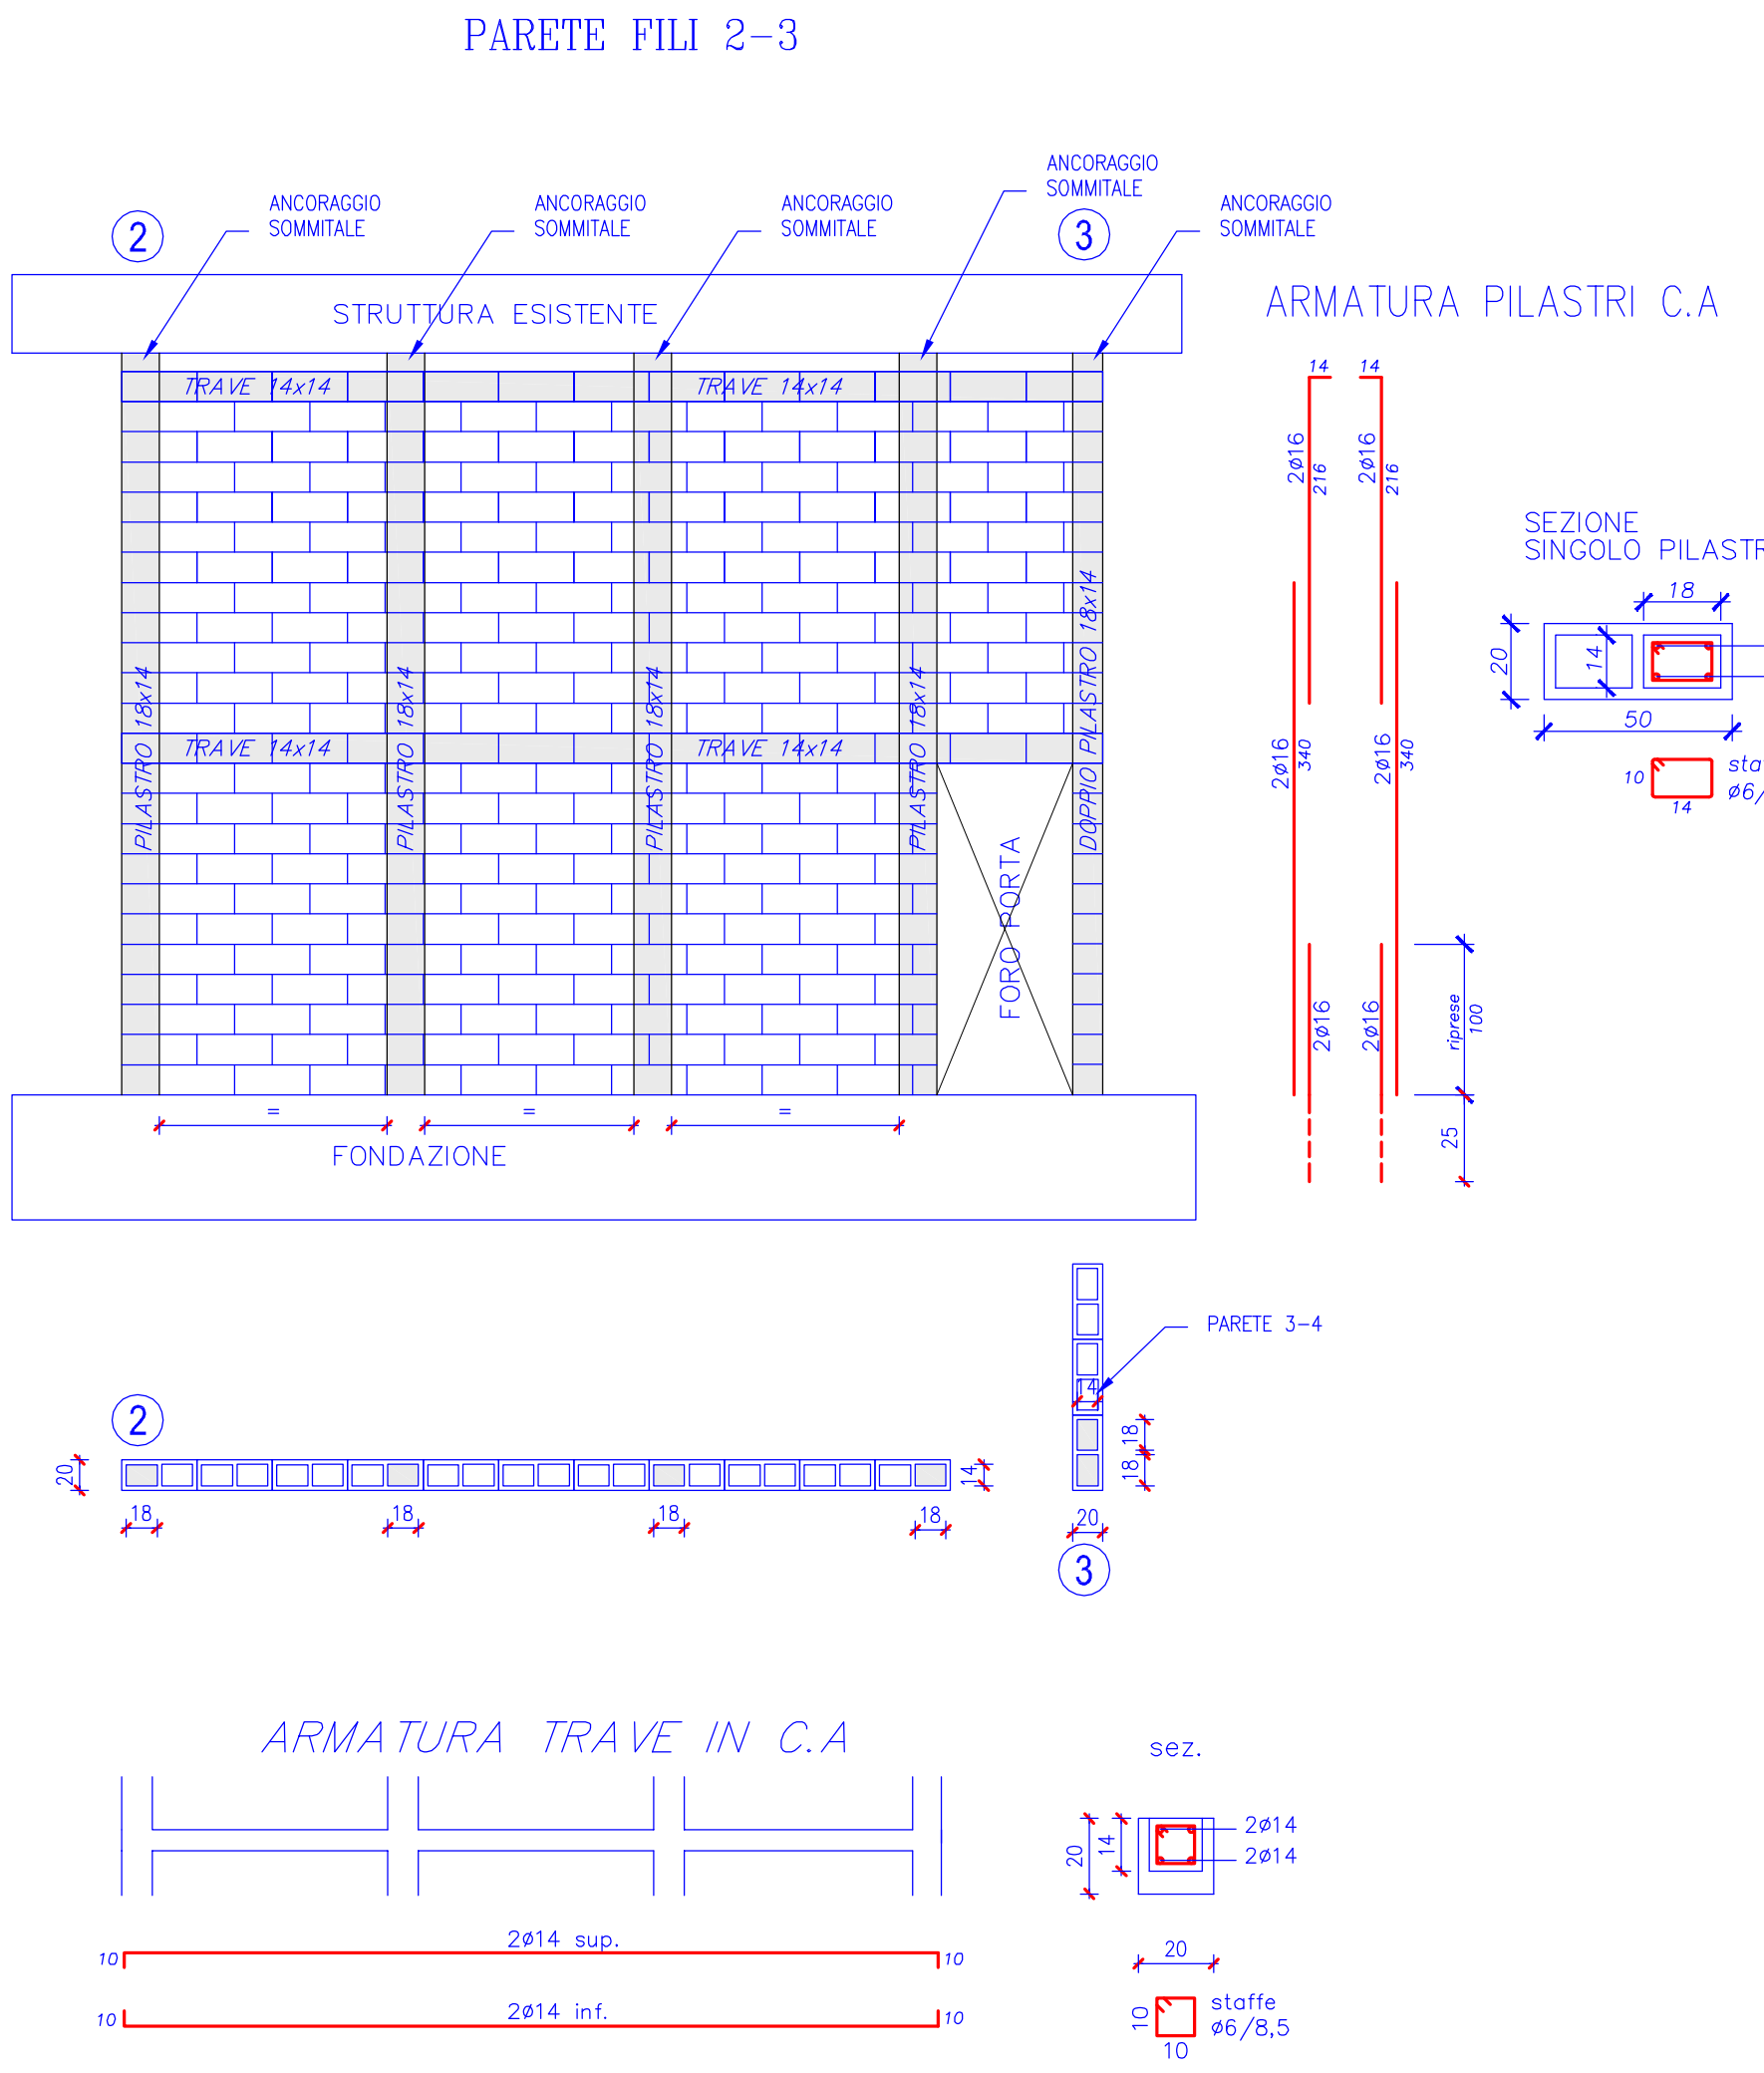 PARETE FILI 2-3
ANCORAGGIO
SOMMITALE
ANCORAGGIO
SOMMITALE
ANCORAGGIO
SOMMITALE
ANCORAGGIO
SOMMITALE
ANCORAGGIO
SOMMITALE
2
3
STRUTTURA ESISTENTE
TRAVE 14x14
TRAVE 14x14
TRAVE 14x14
TRAVE 14x14
PILASTRO 18x14
PILASTRO 18x14
PILASTRO 18x14
PILASTRO 18x14
DOPPIO PILASTRO 18x14
FORO PORTA
=
=
=
FONDAZIONE
ARMATURA PILASTRI C.A
14
14
2ø16
216
2ø16
216
2ø16
340
2ø16
340
2ø16
2ø16
riprese
100
25
SEZIONE
SINGOLO PILASTR
18
20
14
50
10
14
sta
ø6/
PARETE 3-4
14
18
18
20
3
2
20
18
18
18
18
14
ARMATURA TRAVE IN C.A
2ø14 sup.
10
10
2ø14 inf.
10
10
sez.
20
14
2ø14
2ø14
20
10
10
staffe
ø6/8,5